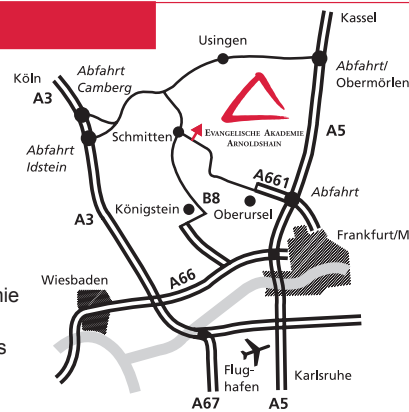 Kassel
Usingen
Abfahrt/
Obermörlen
Köln
Abfahrt
Camberg
A3
A5
Schmitten
EVANGELISCHE AKADEMIE
ARNOLDSHAIN
Abfahrt
Idstein
A661
Abfahrt
B8
Königstein
Oberursel
A3
Frankfurt/M
A66
Wiesbaden
nie
s
Flug-
hafen
Karlsruhe
A67
A5